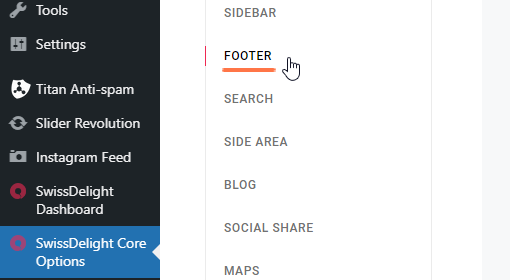 Tools
Settings
Titan Anti-spam
Slider Revolution
Instagram Feed
SwissDelight
Dashboard
SwissDelight Core
Options
SIDEBAR
FOOTER
SEARCH
SIDE AREA
BLOG
SOCIAL SHARE
MAPS